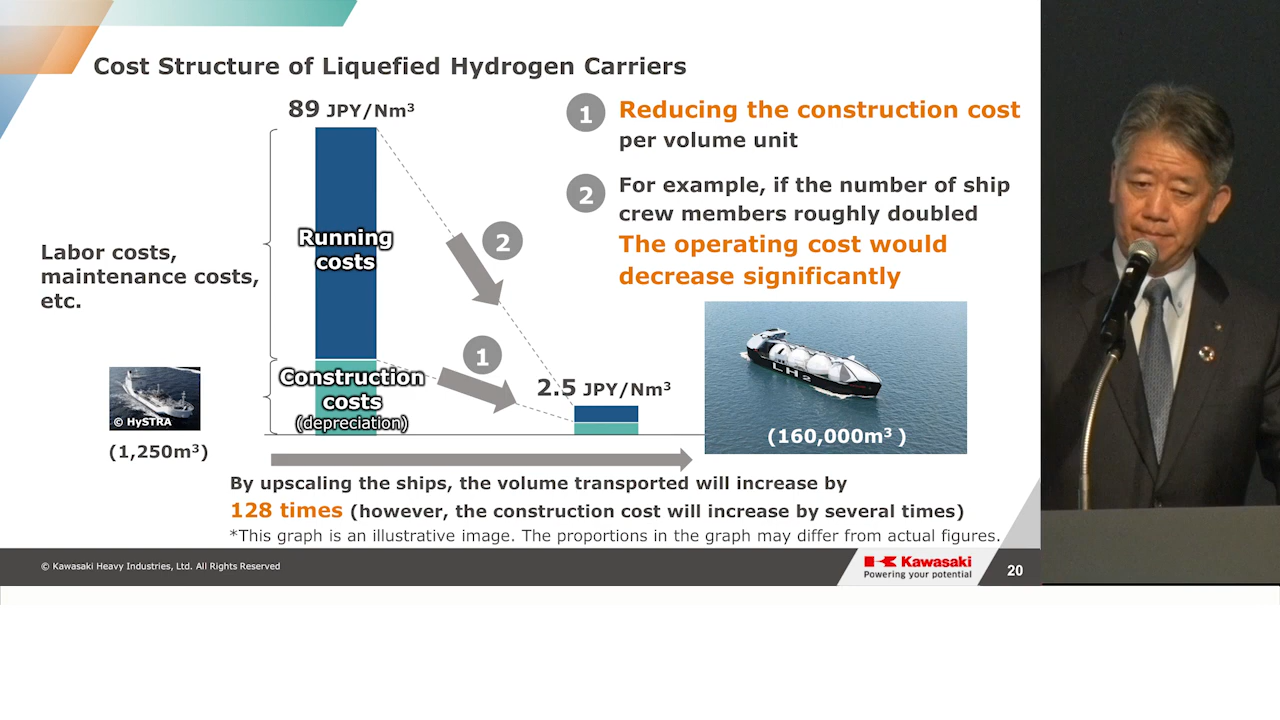 Cost Structure of Liquefied Hydrogen Carriers
89 JPY/Nm³
1 Reducing the construction cost
per volume unit
2 For example, if the number of ship
crew members roughly doubled
The operating cost would
decrease significantly
Labor costs,
maintenance costs,
etc.
Running
costs
2
1
Construction
costs
(depreciation)
2.5 JPY/Nm³
© HySTRA
(1,250m³)
LH2
(160,000m³ )
By upscaling the ships, the volume transported will increase by
128 times (however, the construction cost will increase by several times)
*This graph is an illustrative image. The proportions in the graph may differ from actual figures.
© Kawasaki Heavy Industries, Ltd. All Rights Reserved
Kawasaki
Powering your potential
20